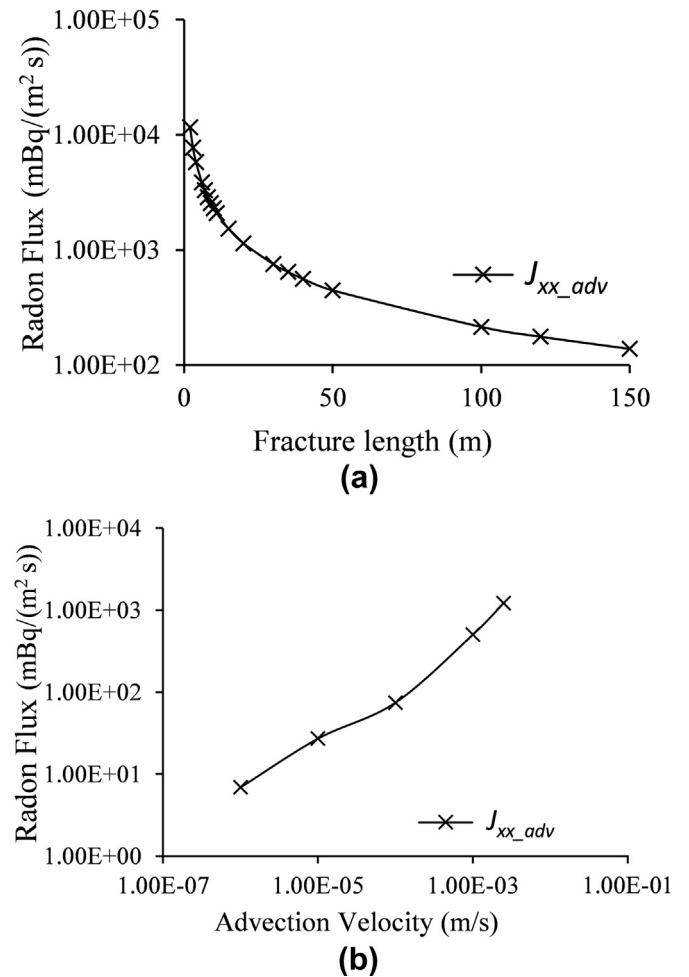 1.00E+05
1.00E+04
1.00E+03
1.00E+02
Radon Flux (mBq/(m² s))
0 50 100 150
Fracture length (m)
J_xx_adv
(a)
1.00E+04
1.00E+03
1.00E+02
1.00E+01
1.00E+00
Radon Flux (mBq/(m² s))
1.00E-07 1.00E-05 1.00E-03 1.00E-01
Advection Velocity (m/s)
J_xx_adv
(b)